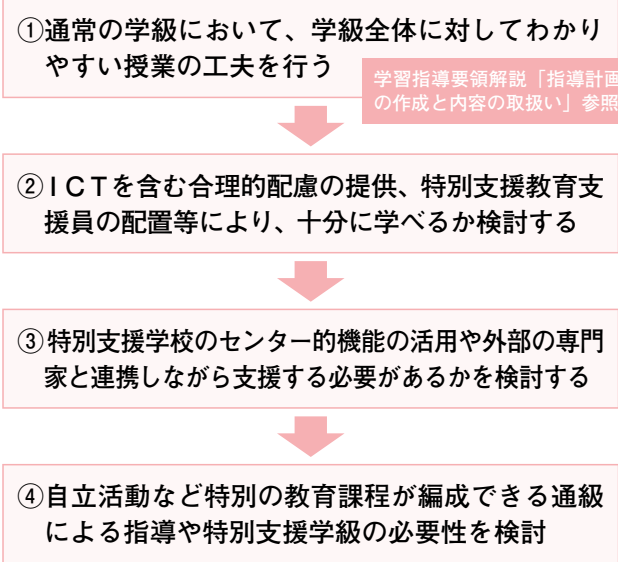 ①通常の学級において、学級全体に対してわかり
やすい授業の工夫を行う
学習指導要領解説「指導計画
の作成と内容の取扱い」参照
②ＩＣＴを含む合理的配慮の提供、特別支援教育支
援員の配置等により、十分に学べるか検討する
③特別支援学校のセンター的機能の活用や外部の専門
家と連携しながら支援する必要があるかを検討する
④自立活動など特別の教育課程が編成できる通級
による指導や特別支援学級の必要性を検討